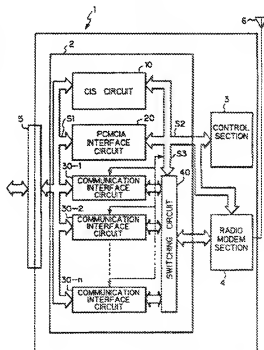 1
6
2
10
CIS CIRCUIT
20
3
5
S1
PCMCIA
INTERFACE
CIRCUIT
S2
CONTROL
SECTION
30-1
S3
40
COMMUNICATION
INTERFACE
CIRCUIT
30-2
COMMUNICATION
INTERFACE
CIRCUIT
SWITCHING CIRCUIT
RADIO
MODEM
SECTION
30-n
4
COMMUNICATION
INTERFACE
CIRCUIT